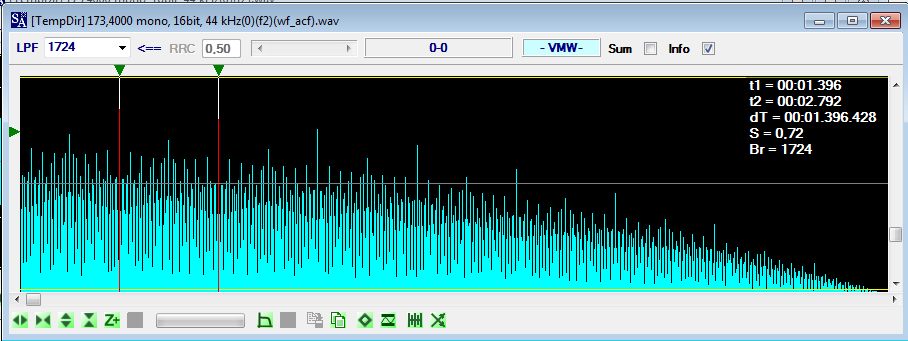 SA [TempDir] 173,4000 mono, 16bit, 44 kHz(0)(f2)(wf_acf).wav
LPF 1724 <== RRC 0,50 0-0 - VMW- Sum Info
t1 = 00:01.396
t2 = 00:02.792
dT = 00:01.396.428
S = 0,72
Br = 1724
Z+